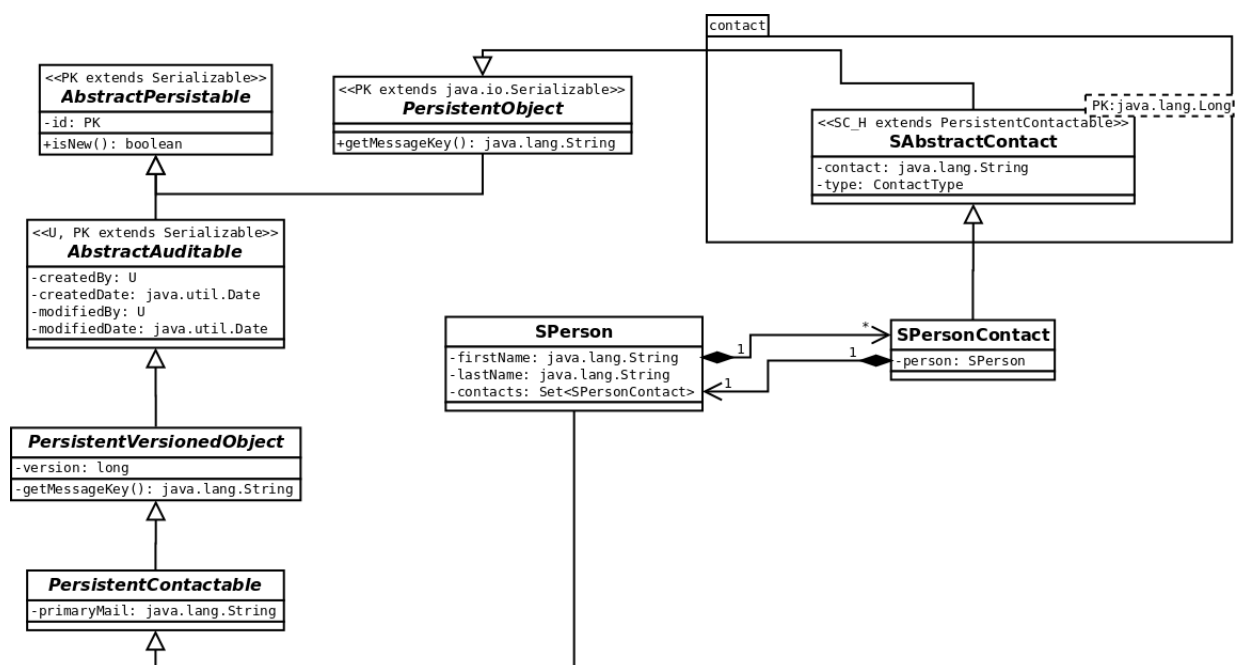 contact
<<PK extends Serializable>>
AbstractPersistable
-id: PK
+isNew(): boolean
<<PK extends java.io.Serializable>>
PersistentObject
+getMessageKey(): java.lang.String
PK:java.lang.Long
<<SC_H extends PersistentContactable>>
SAbstractContact
-contact: java.lang.String
-type: ContactType
<<U, PK extends Serializable>>
AbstractAuditable
-createdBy: U
-createdDate: java.util.Date
-modifiedBy: U
-modifiedDate: java.util.Date
SPerson
-firstName: java.lang.String
-lastName: java.lang.String
-contacts: Set<SPersonContact>
1
*
1
1
SPersonContact
-person: SPerson
PersistentVersionedObject
-version: long
-getMessageKey(): java.lang.String
PersistentContactable
-primaryMail: java.lang.String